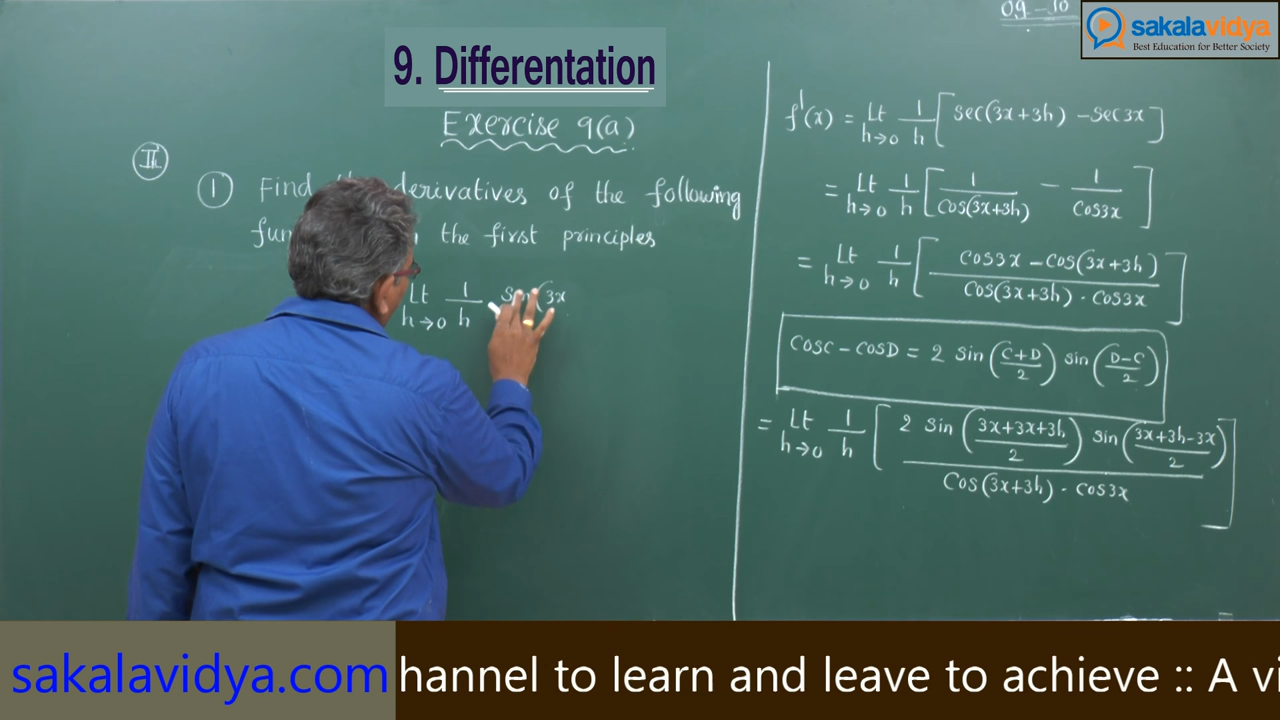 09-10
sakalavidya
Best Education for Better Society
9. Differentation
Exercise 9(a)
II
1 Find derivatives of the following
the first principles
Lt h→0 1/h sin(3x
f'(x) = Lt h→0 1/h [sec(3x+3h) - sec3x]
= Lt h→0 1/h [1/cos(3x+3h) - 1/cos3x]
= Lt h→0 1/h [cos3x - cos(3x+3h) / cos(3x+3h) · cos3x]
cosC - cosD = 2 sin (C+D/2) sin (D-C/2)
= Lt h→0 1/h [2 sin (3x+3x+3h/2) sin (3x+3h-3x/2) / cos(3x+3h) · cos3x]
sakalavidya.com hannel to learn and leave to achieve :: A vi